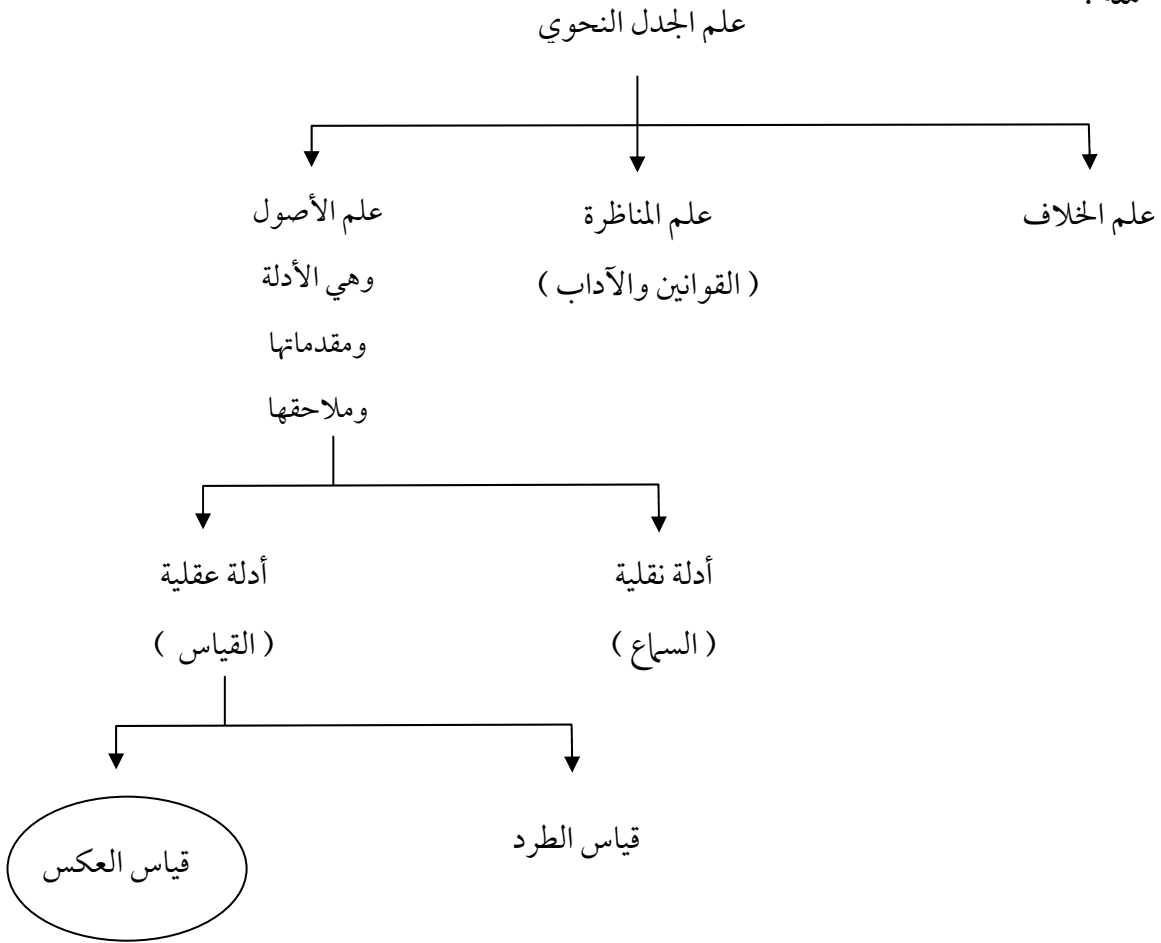 علم الجدل النحوي
علم الخلاف
علم المناظرة
( القوانين والآداب )
علم الأصول
وهي الأدلة
ومقدماتها
وملاحقها
أدلة نقلية
( السماع )
أدلة عقلية
( القياس )
قياس الطرد
قياس العكس